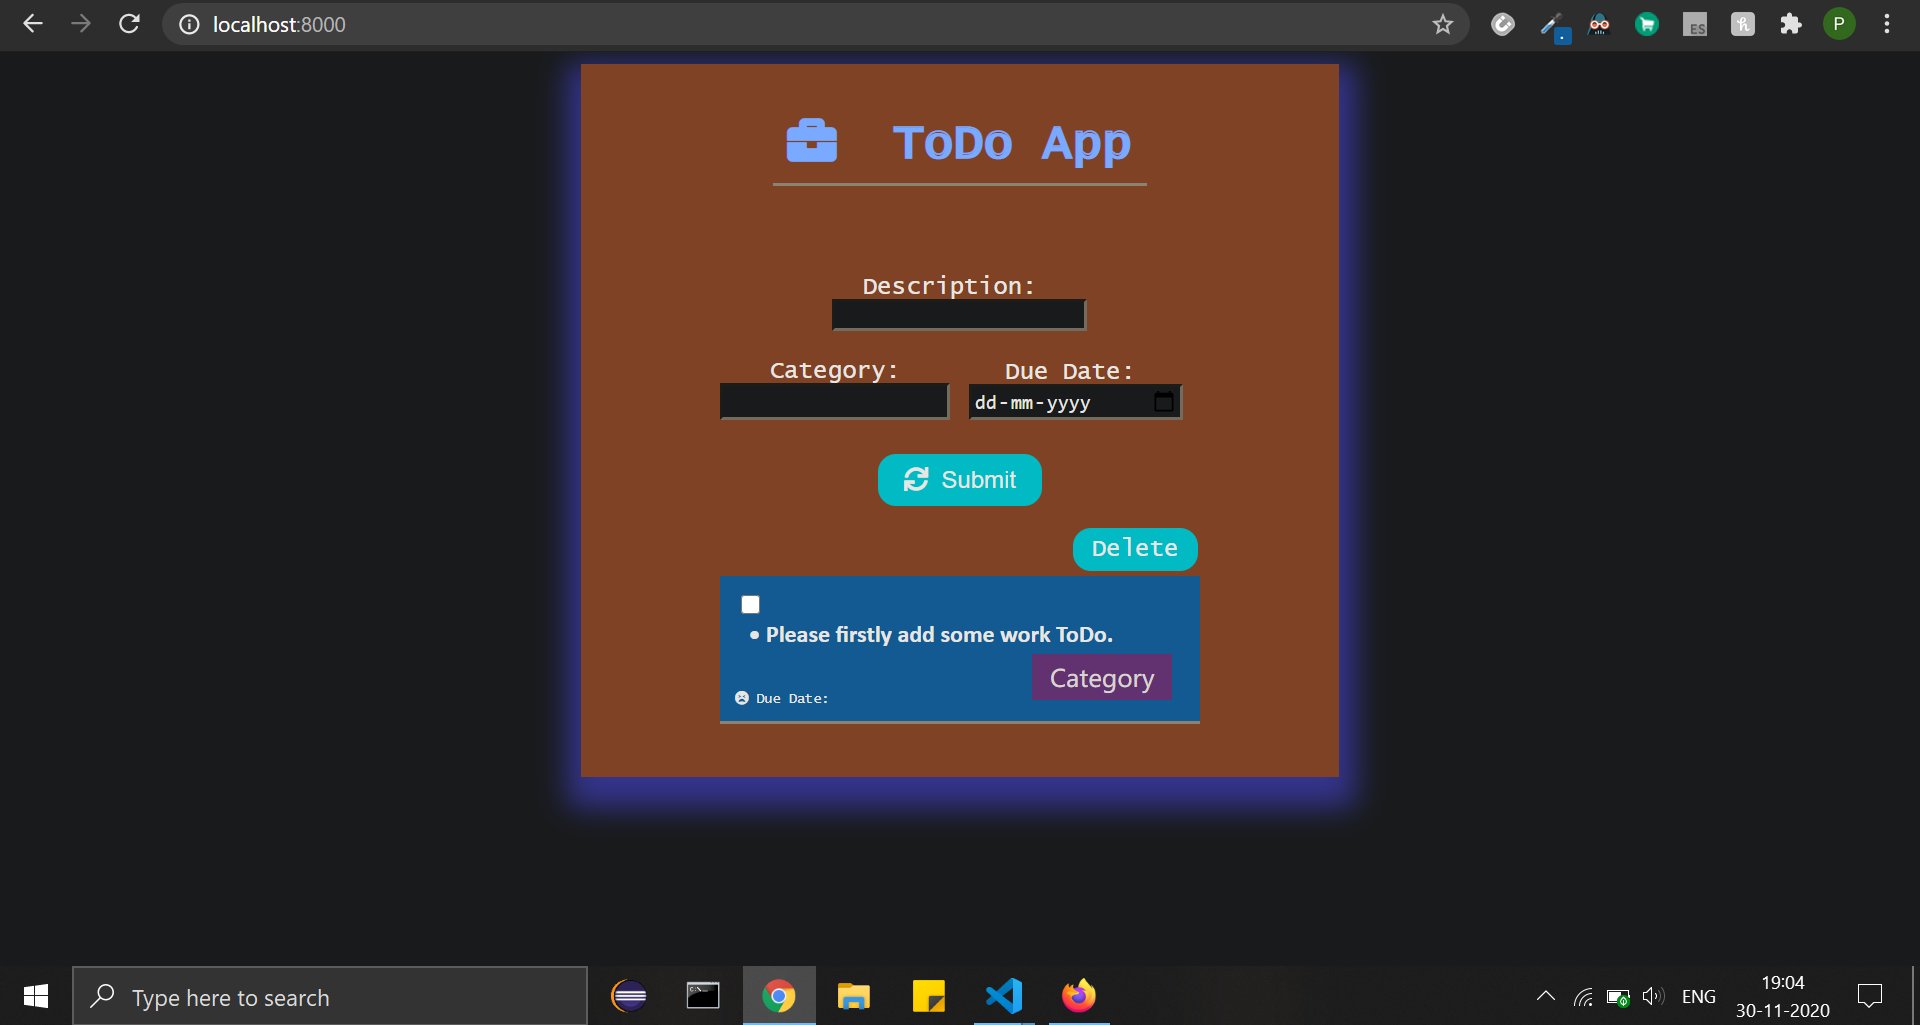 localhost:8000
ES
P
ToDo App
Description:
Category:
Due Date:
dd-mm-yyyy
Submit
Delete
• Please firstly add some work ToDo.
Category
Due Date:
Type here to search
ENG
19:04
30-11-2020